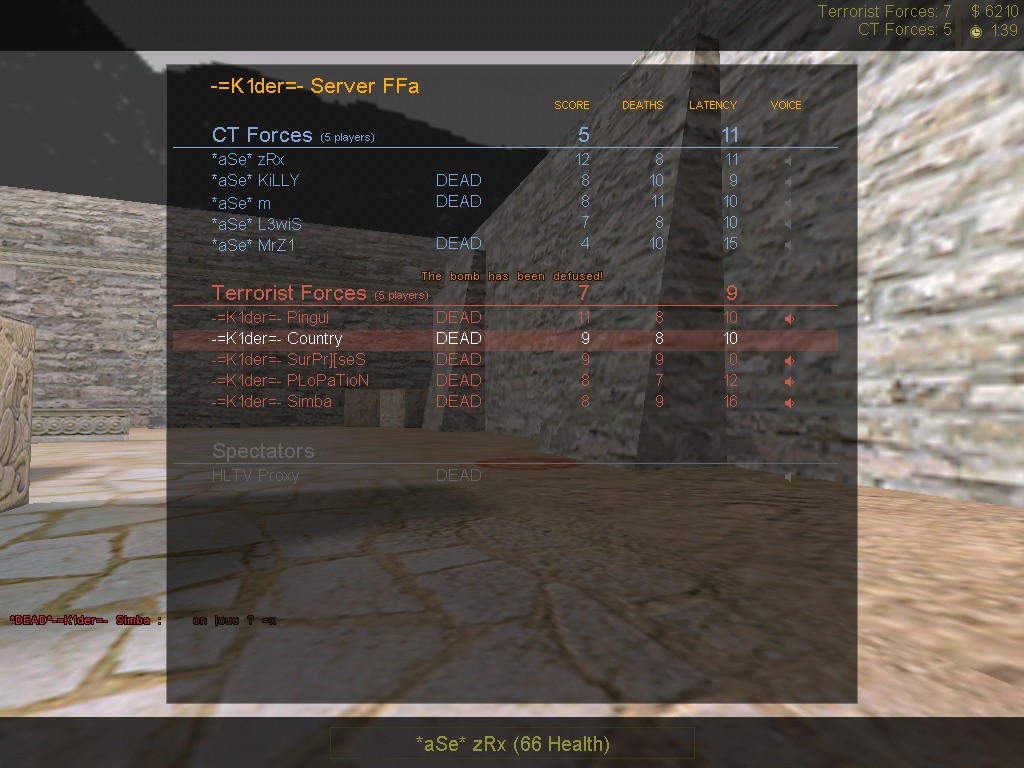 Terrorist Forces: 7 $ 6210
CT Forces: 5 1:39
-=K1der=- Server FFa
SCORE DEATHS LATENCY VOICE
CT Forces (5 players) 5 11
*aSe* zRx 12 8 11
*aSe* KiLLY DEAD 8 10 9
*aSe* m DEAD 8 11 10
*aSe* L3wiS 7 8 10
*aSe* MrZ1 DEAD 4 10 15
The bomb has been defused!
Terrorist Forces (5 players) 7 9
-=K1der=- Pingui DEAD 11 8 10
-=K1der=- Country DEAD 9 8 10
-=K1der=- SurPr][seS DEAD 9 9 0
-=K1der=- PLoPaTioN DEAD 8 7 12
-=K1der=- Simba DEAD 8 9 16
Spectators
HLTV Proxy DEAD
*DEAD*-=K1der=- Simba : on joue ? =x
*aSe* zRx (66 Health)